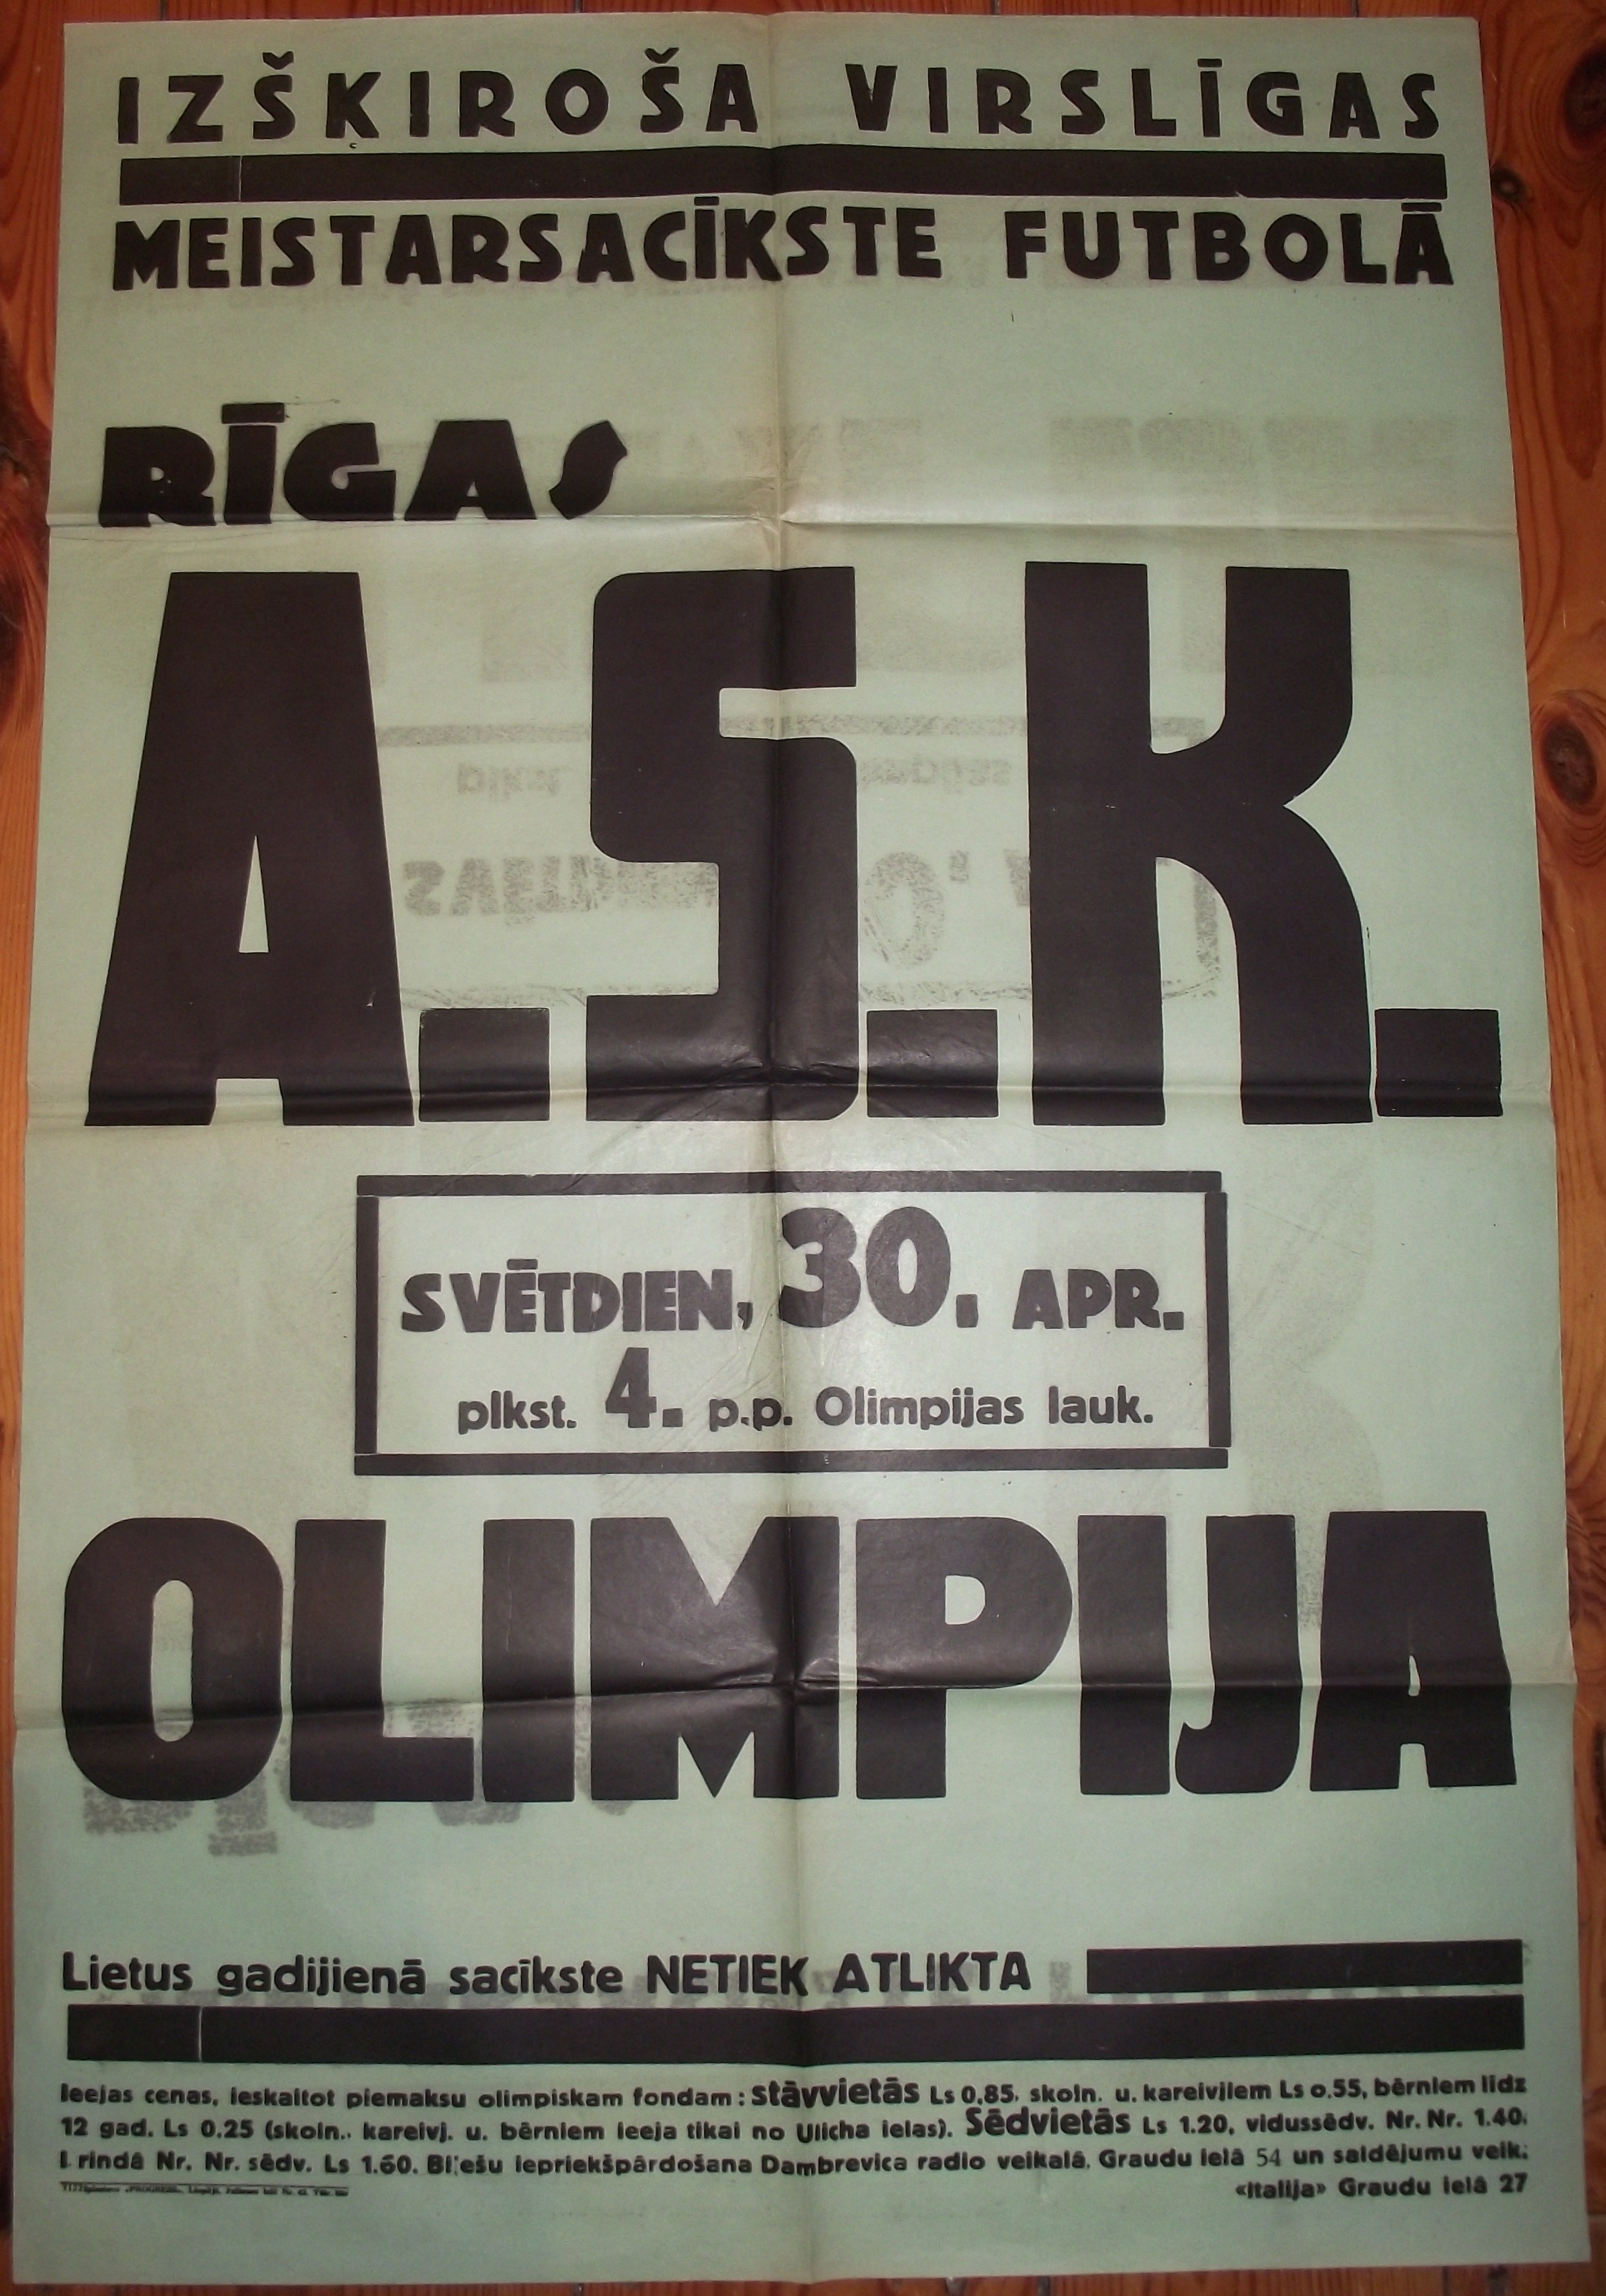 IZŠĶIROŠA VIRSLĪGAS
MEISTARSACĪKSTE FUTBOLĀ
RĪGAS
A.S.K.
SVĒTDIEN, 30. APR.
plkst. 4. p.p. Olimpijas lauk.
OLIMPIJA
Lietus gadijienā sacīkste NETIEK ATLIKTA
Ieejas cenas, ieskaitot piemaksu olimpiskam fondam: Stāvvietās Ls 0,85, skoln. u. kareivjiem Ls 0,55, bērniem līdz
12 gad. Ls 0.25 (skoln., kareivj. u. bērniem ieeja tikai no Ulicha ielas). Sēdvietās Ls 1.20, vidussēdv. Nr. Nr. 1.40,
I rindā Nr. Nr. sēdv. Ls 1.60. Biļešu iepriekšpārdošana Dambrevica radio veikalā, Graudu ielā 54 un saldējumu veik.
«Italija» Graudu ielā 27